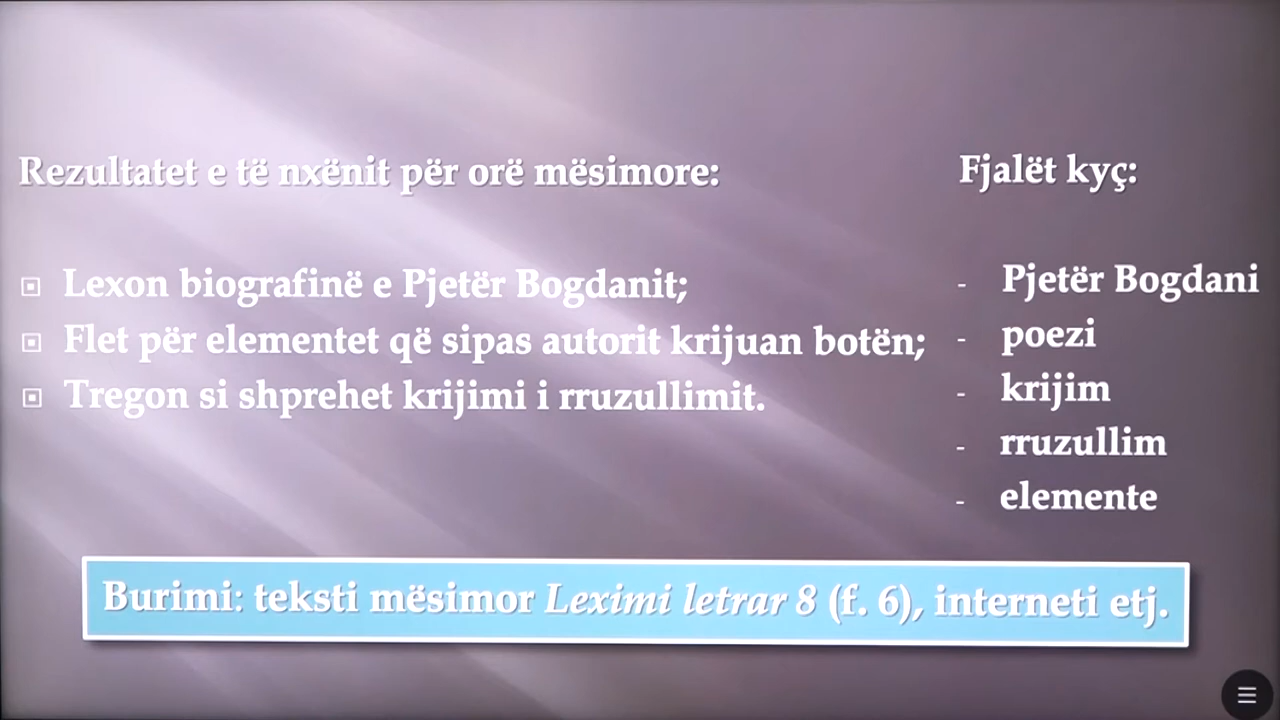 Rezultatet e të nxënit për orë mësimore:
Lexon biografinë e Pjetër Bogdanit;
Flet për elementet që sipas autorit krijuan botën;
Tregon si shprehet krijimi i rruzullimit.
Fjalët kyç:
- Pjetër Bogdani
- poezi
- krijim
- rruzullim
- elemente
Burimi: teksti mësimor Leximi letrar 8 (f. 6), interneti etj.